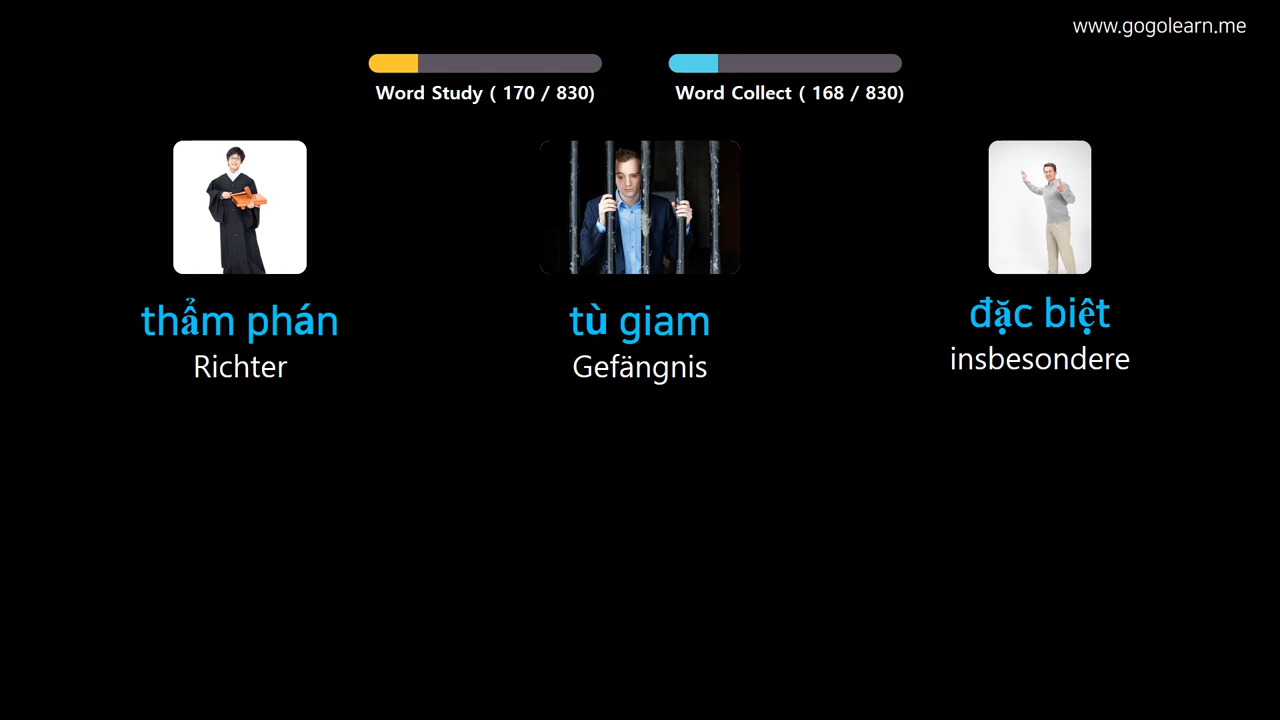 www.gogolearn.me
Word Study ( 170 / 830)
Word Collect ( 168 / 830)
thẩm phán
Richter
tù giam
Gefängnis
đặc biệt
insbesondere